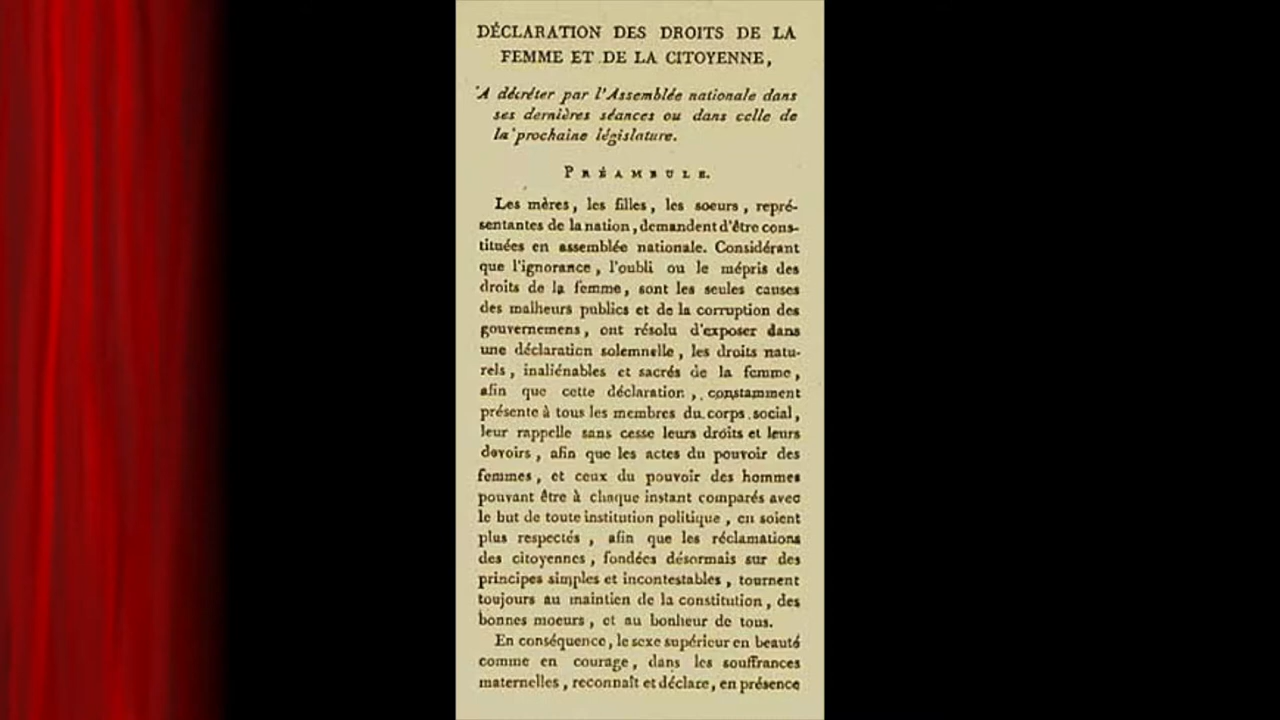 DÉCLARATION DES DROITS DE LA
FEMME ET DE LA CITOYENNE,
A décréter par l'Assemblée nationale dans
ses dernières séances ou dans celle de
la prochaine législature.
PRÉAMBULE.
Les mères, les filles, les soeurs, repré-
sentantes de la nation, demandent d'être cons-
tituées en assemblée nationale. Considérant
que l'ignorance, l'oubli ou le mépris des
droits de la femme, sont les seules causes
des malheurs publics et de la corruption des
gouvernemens, ont résolu d'exposer dans
une déclaration solemnelle, les droits natu-
rels, inaliénables et sacrés de la femme,
afin que cette déclaration, constamment
présente à tous les membres du corps social,
leur rappelle sans cesse leurs droits et leurs
devoirs, afin que les actes du pouvoir des
femmes, et ceux du pouvoir des hommes
pouvant être à chaque instant comparés avec
le but de toute institution politique, en soient
plus respectés, afin que les réclamations
des citoyennes, fondées désormais sur des
principes simples et incontestables, tournent
toujours au maintien de la constitution, des
bonnes moeurs, et au bonheur de tous.
En conséquence, le sexe supérieur en beauté
comme en courage, dans les souffrances
maternelles, reconnaît et déclare, en présence